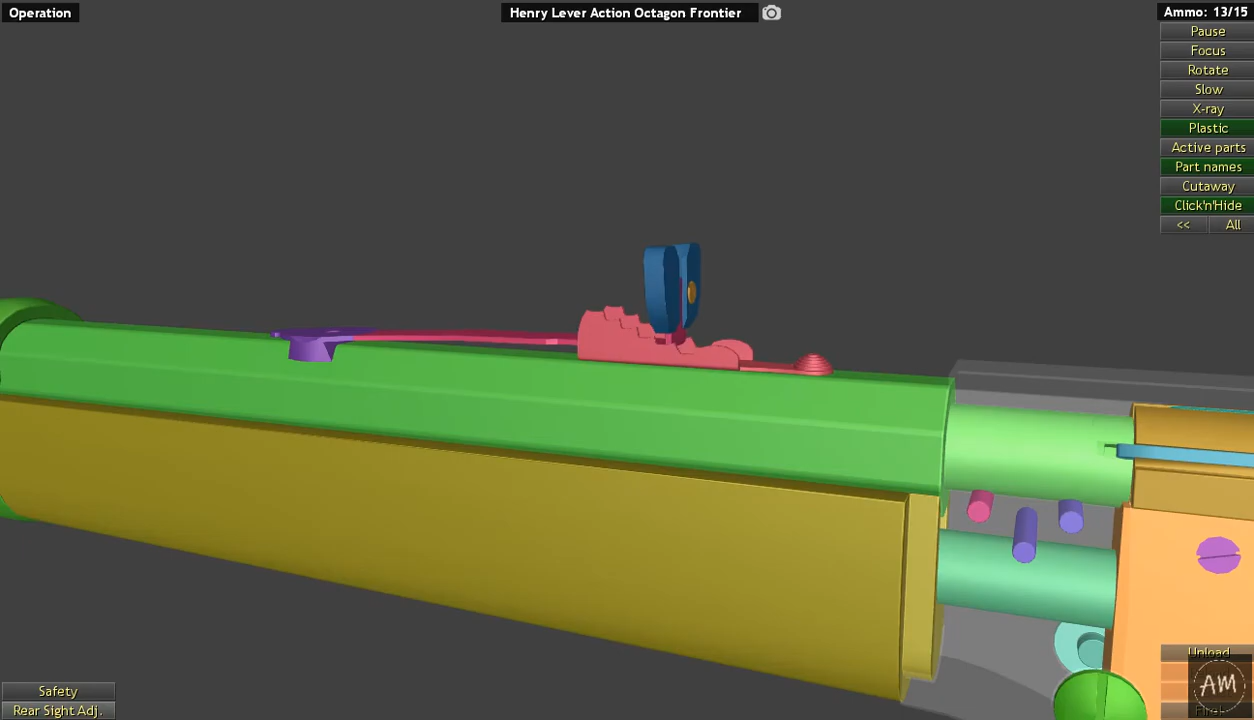 Operation
Henry Lever Action Octagon Frontier
Ammo: 13/15
Pause
Focus
Rotate
Slow
X-ray
Plastic
Active parts
Part names
Cutaway
Click'n'Hide
<< All
Unload
AM
Safety
Rear Sight Adj.